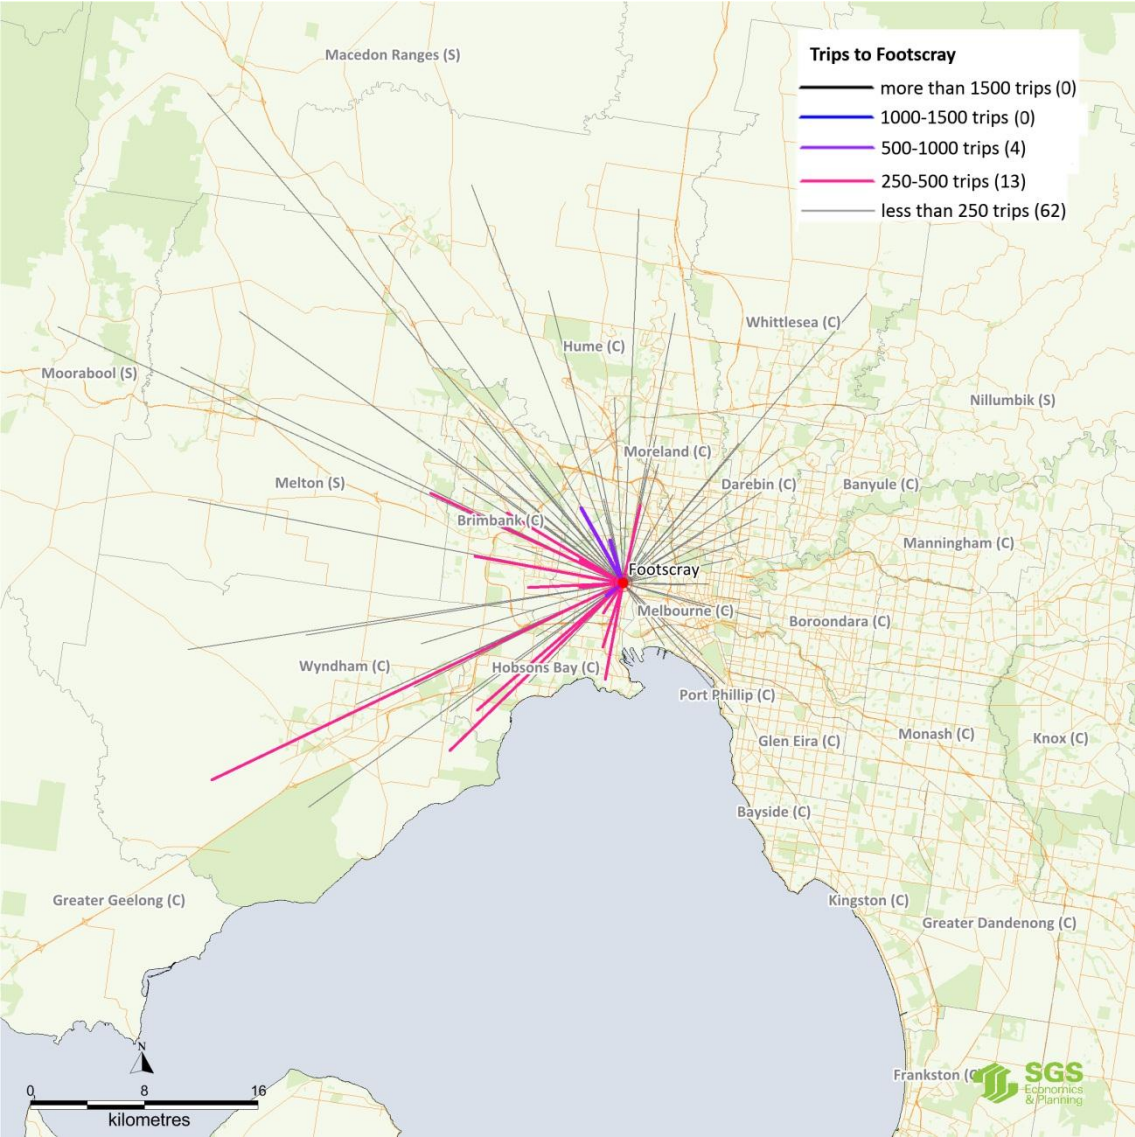 Macedon Ranges (S)
Trips to Footscray
more than 1500 trips (0)
1000-1500 trips (0)
500-1000 trips (4)
250-500 trips (13)
less than 250 trips (62)
Whittlesea (C)
Hume (C)
Moorabool (S)
Nillumbik (S)
Moreland (C)
Melton (S)
Darebin (C)
Banyule (C)
Brimbank (C)
Manningham (C)
Footscray
Melbourne (C)
Boroondara (C)
Wyndham (C)
Hobsons Bay (C)
Port Phillip (C)
Glen Eira (C)
Monash (C)
Knox (C)
Bayside (C)
Greater Geelong (C)
Kingston (C)
Greater Dandenong (C)
N
0 8 16
kilometres
Frankston (C
SGS
Economics
& Planning